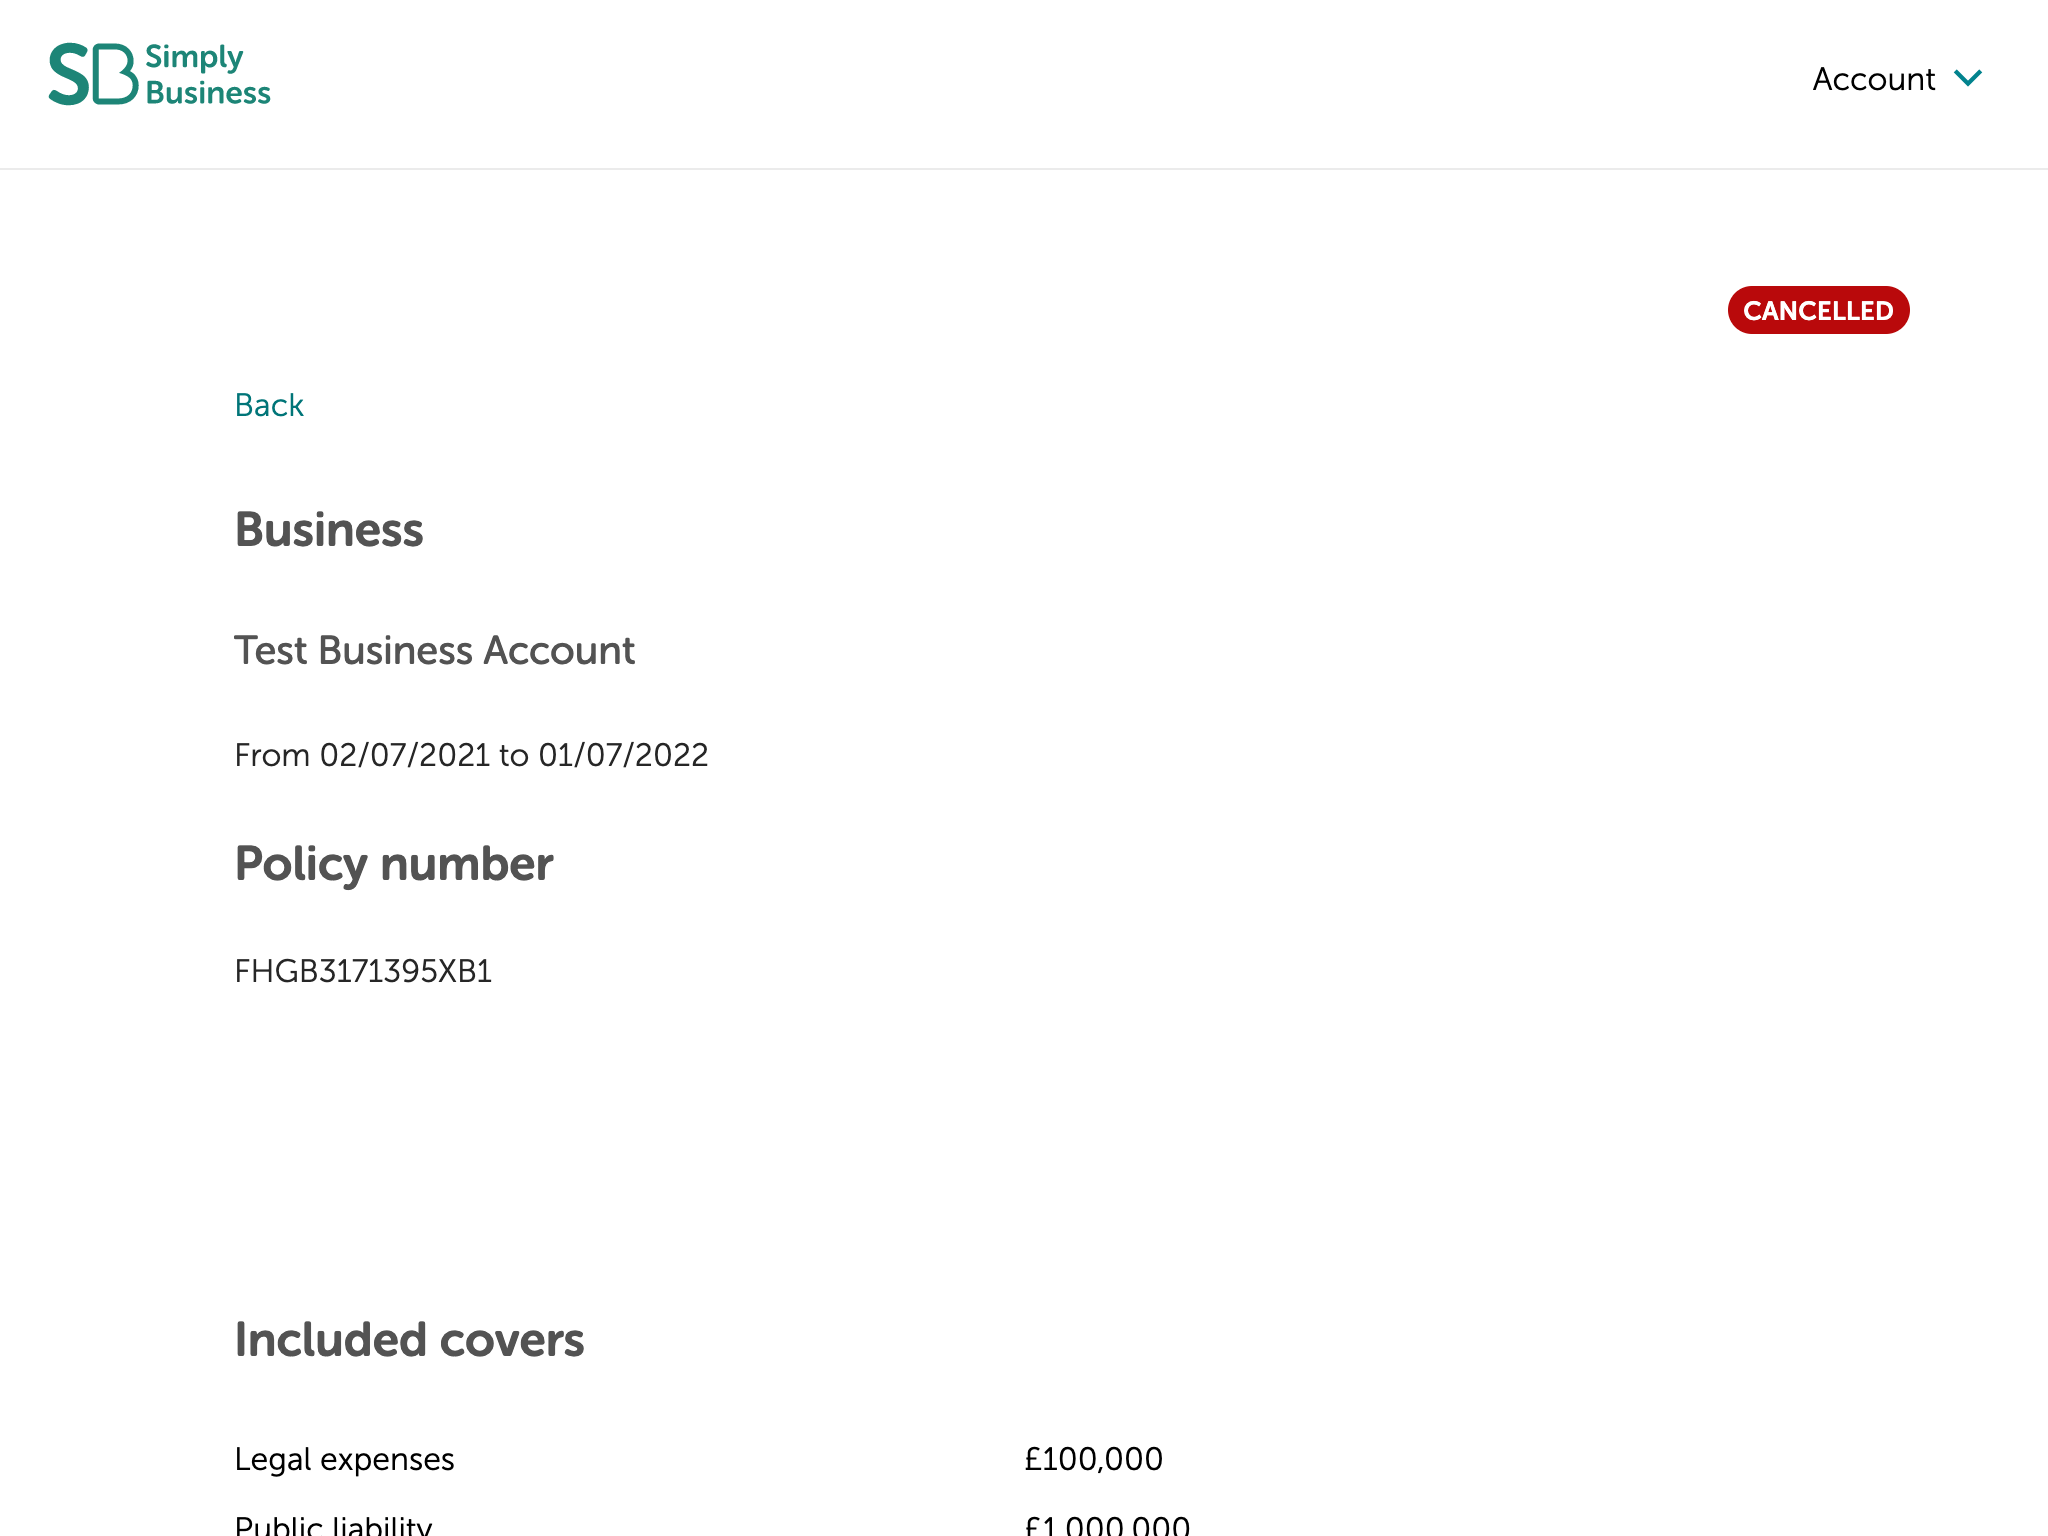 Simply
Business
Account
CANCELLED
Back
Business
Test Business Account
From 02/07/2021 to 01/07/2022
Policy number
FHGB3171395XB1
Included covers
Legal expenses £100,000
Public liability £1,000,000